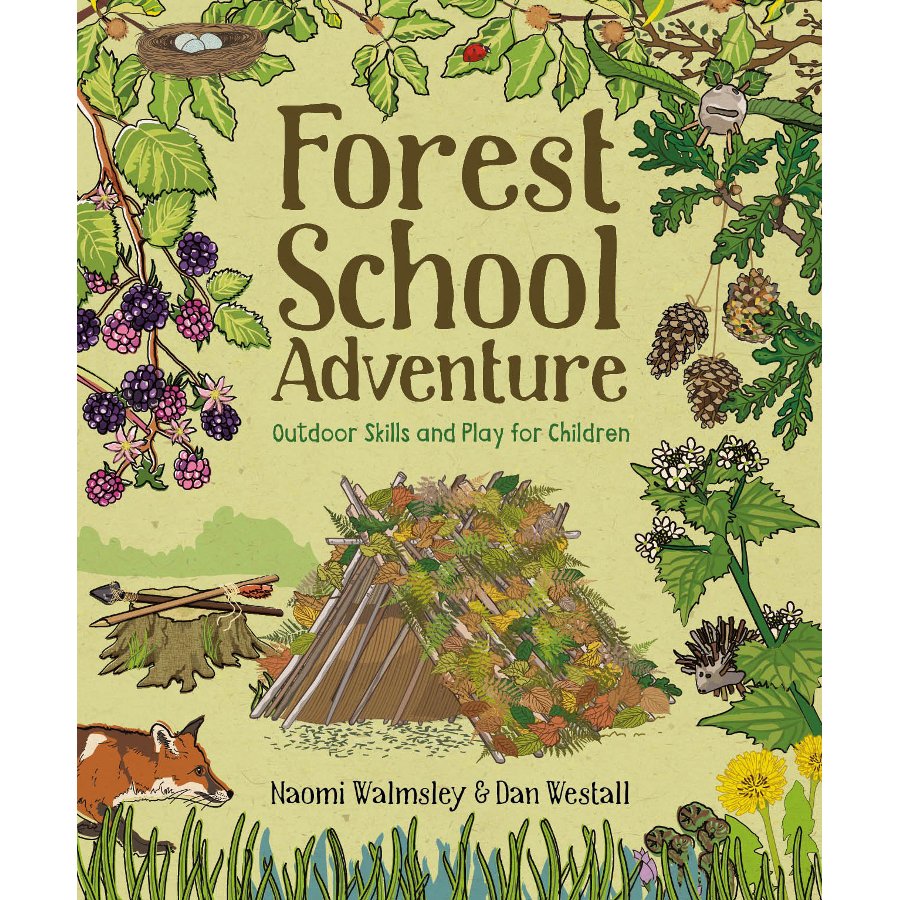 Forest
School
Adventure
Outdoor Skills and Play for Children
Naomi Walmsley & Dan Westall